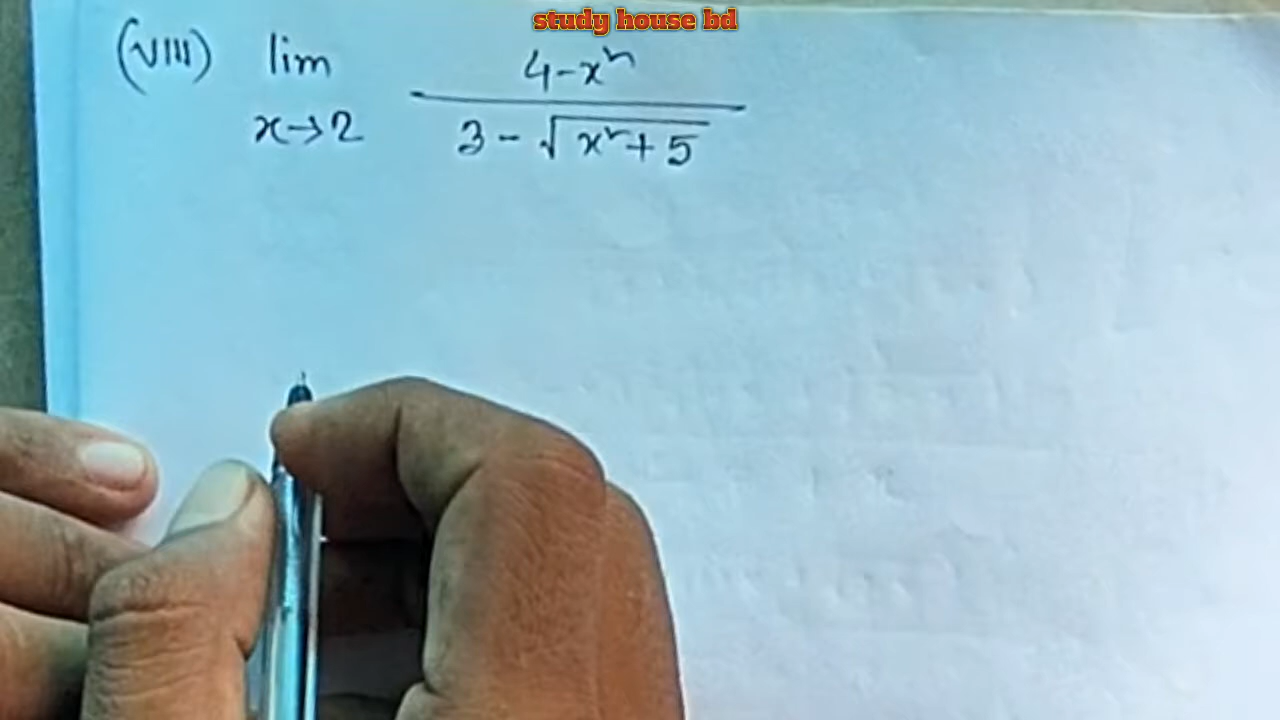 study house bd
(VIII) lim 4-x²
x→2 3-√x²+5